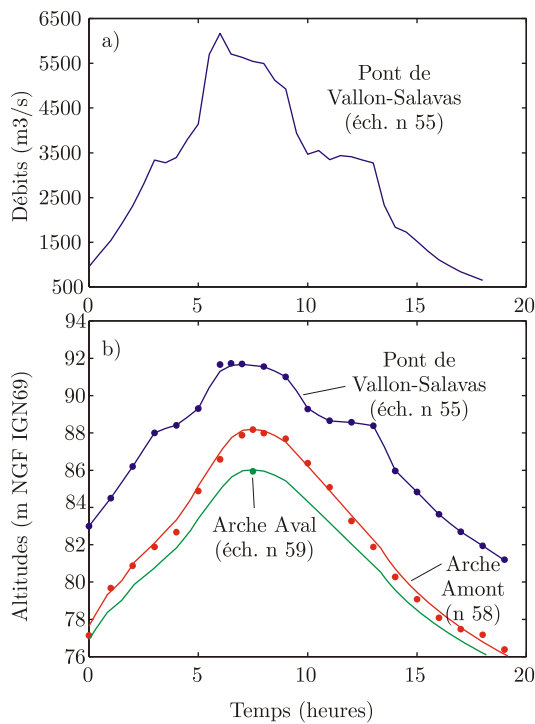 6500
5500
4500
3500
2500
1500
500
Débits (m3/s)
a)
Pont de
Vallon-Salavas
(éch. n 55)
0
5
10
15
20
94
92
90
88
86
84
82
80
78
76
Altitudes (m NGF IGN69)
b)
Pont de
Vallon-Salavas
(éch. n 55)
Arche Aval
(éch. n 59)
Arche
Amont
(n 58)
0
5
10
15
20
Temps (heures)